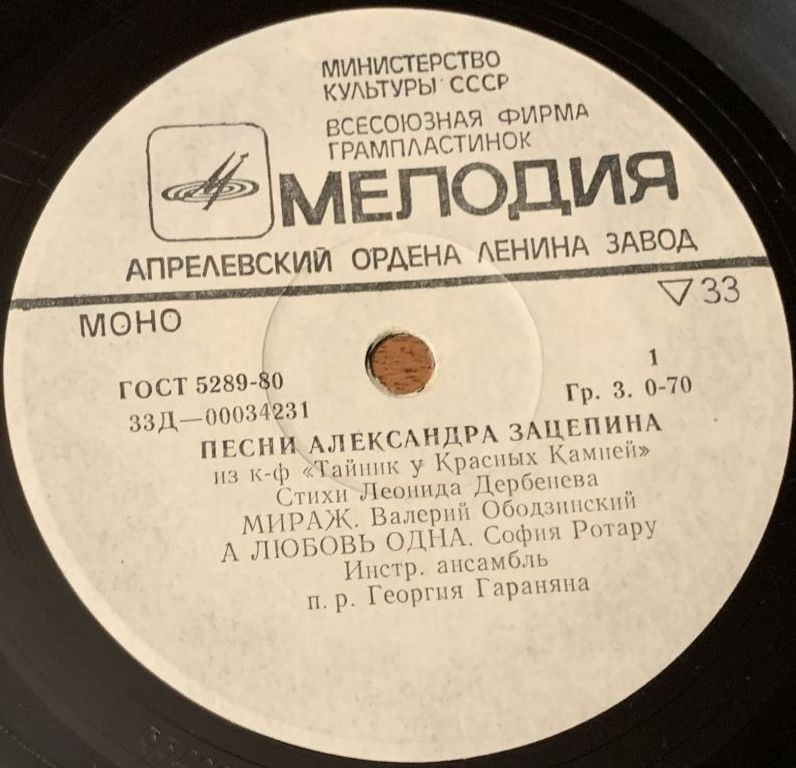 МИНИСТЕРСТВО
КУЛЬТУРЫ СССР
ВСЕСОЮЗНАЯ ФИРМА
ГРАМПЛАСТИНОК
МЕЛОДИЯ
АПРЕЛЕВСКИЙ ОРДЕНА ЛЕНИНА ЗАВОД
МОНО
▽ 33
ГОСТ 5289-80
1
33Д—00034231
Гр. 3. 0-70
ПЕСНИ АЛЕКСАНДРА ЗАЦЕПИНА
из к-ф «Тайник у Красных Камней»
Стихи Леонида Дербенева
МИРАЖ. Валерий Ободзинский
А ЛЮБОВЬ ОДНА. София Ротару
Инстр. ансамбль
п. р. Георгия Гараняна